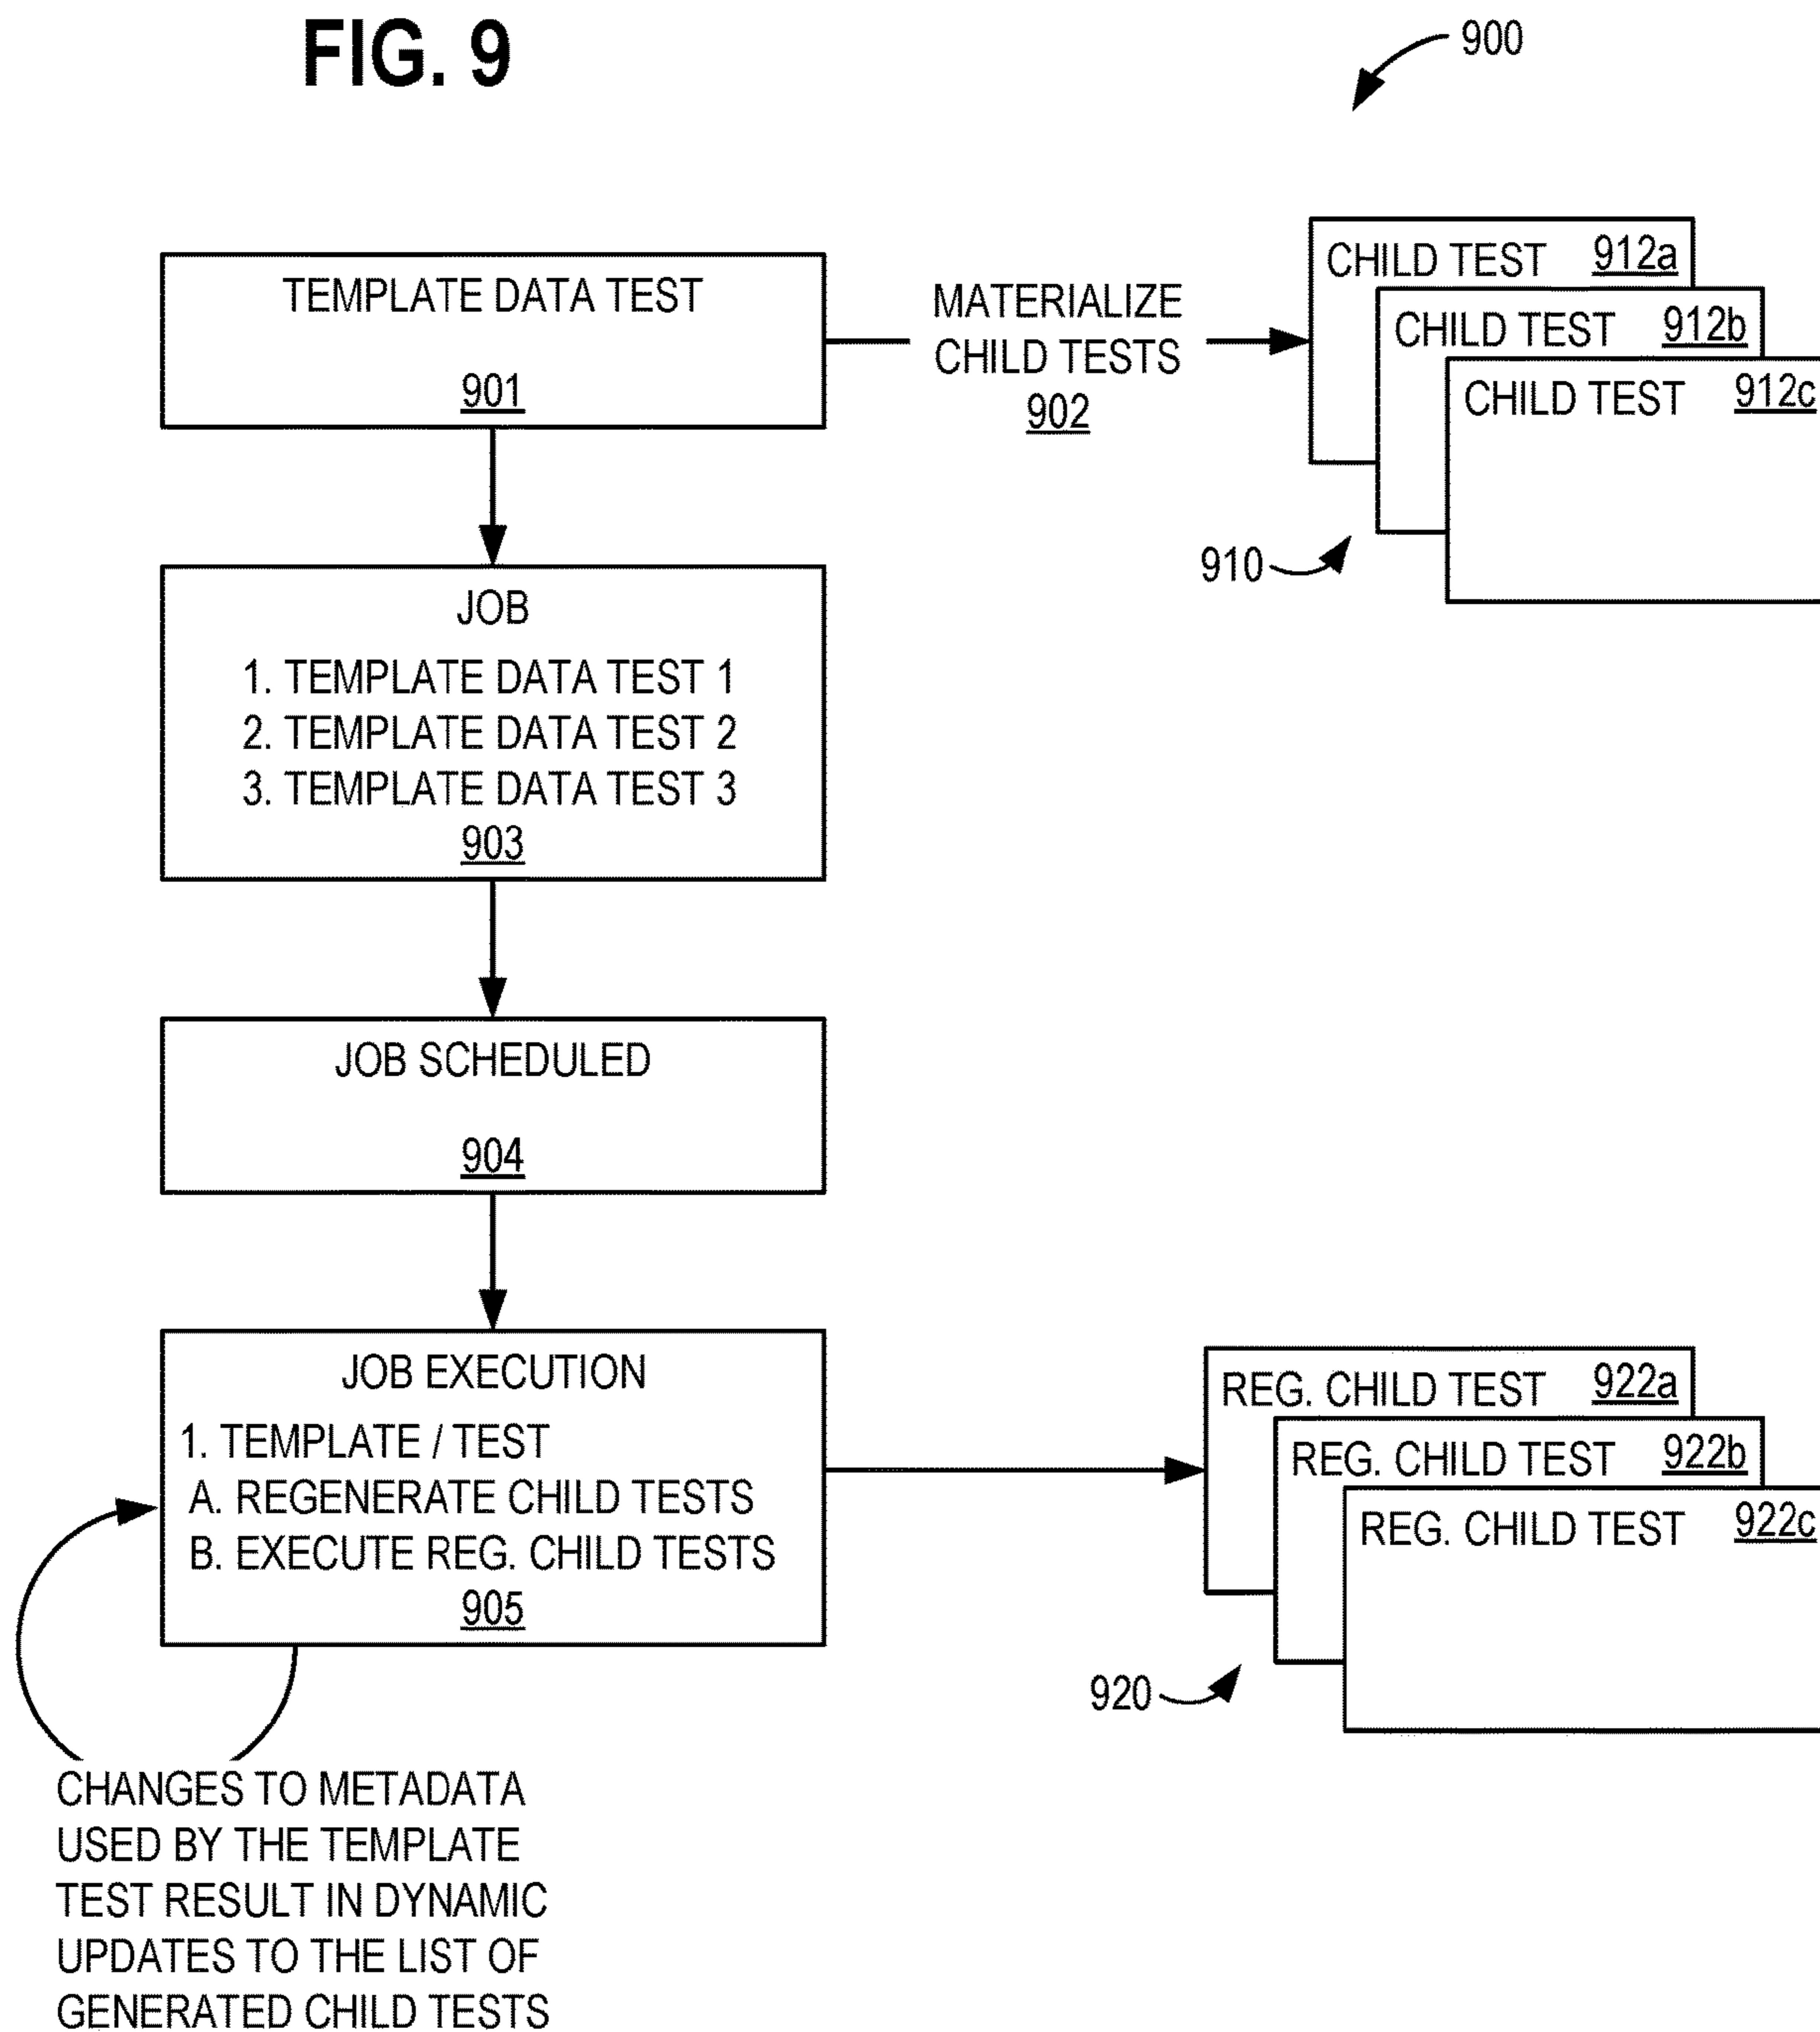 FIG. 9
900
TEMPLATE DATA TEST
901
MATERIALIZE
CHILD TESTS
902
CHILD TEST 912a
CHILD TEST 912b
CHILD TEST 912c
910
JOB
1. TEMPLATE DATA TEST 1
2. TEMPLATE DATA TEST 2
3. TEMPLATE DATA TEST 3
903
JOB SCHEDULED
904
JOB EXECUTION
1. TEMPLATE / TEST
A. REGENERATE CHILD TESTS
B. EXECUTE REG. CHILD TESTS
905
REG. CHILD TEST 922a
REG. CHILD TEST 922b
REG. CHILD TEST 922c
920
CHANGES TO METADATA
USED BY THE TEMPLATE
TEST RESULT IN DYNAMIC
UPDATES TO THE LIST OF
GENERATED CHILD TESTS